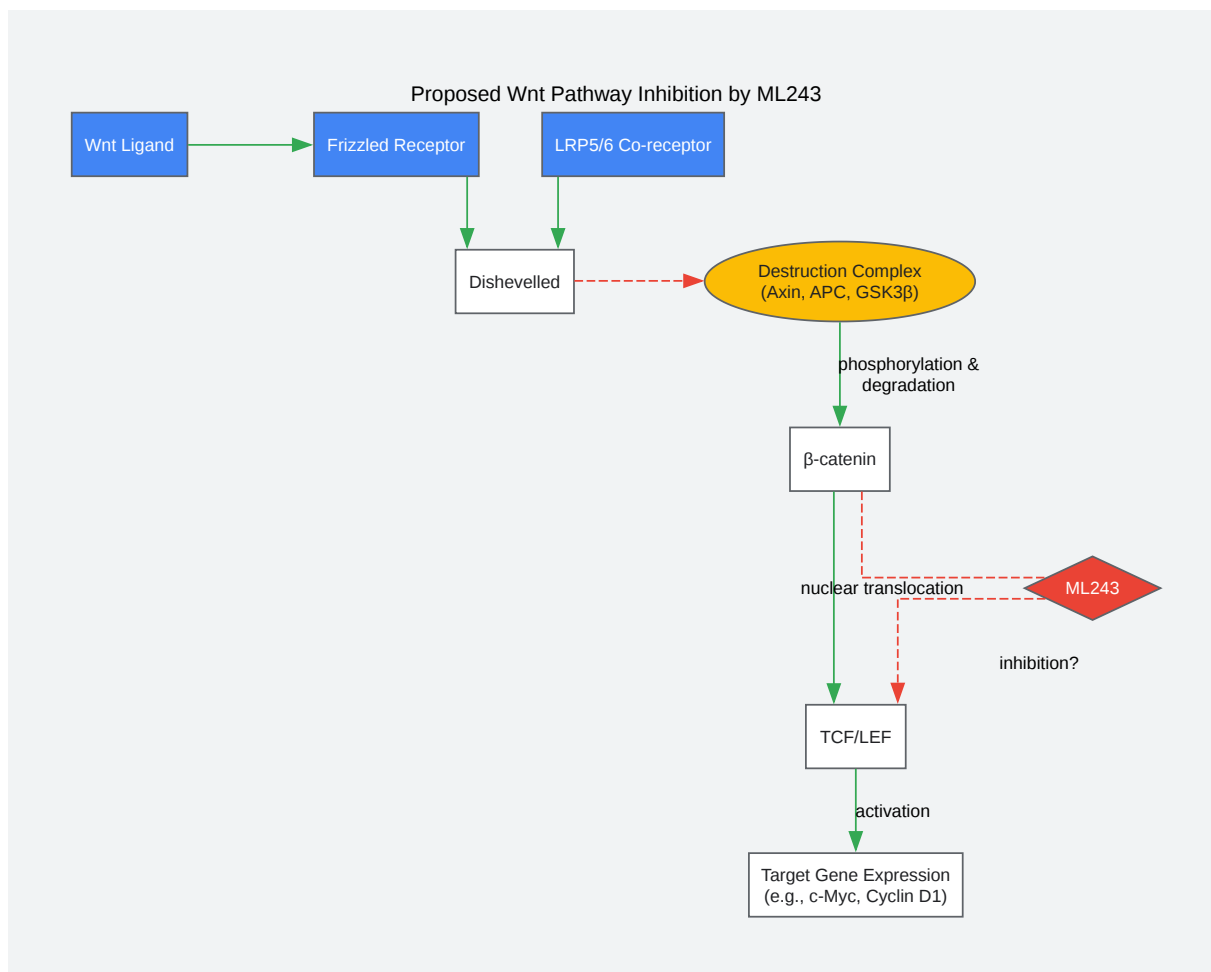 Proposed Wnt Pathway Inhibition by ML243
Wnt Ligand
Frizzled Receptor
LRP5/6 Co-receptor
Dishevelled
Destruction Complex
(Axin, APC, GSK3β)
phosphorylation &
degradation
β-catenin
nuclear translocation
ML243
inhibition?
TCF/LEF
activation
Target Gene Expression
(e.g., c-Myc, Cyclin D1)